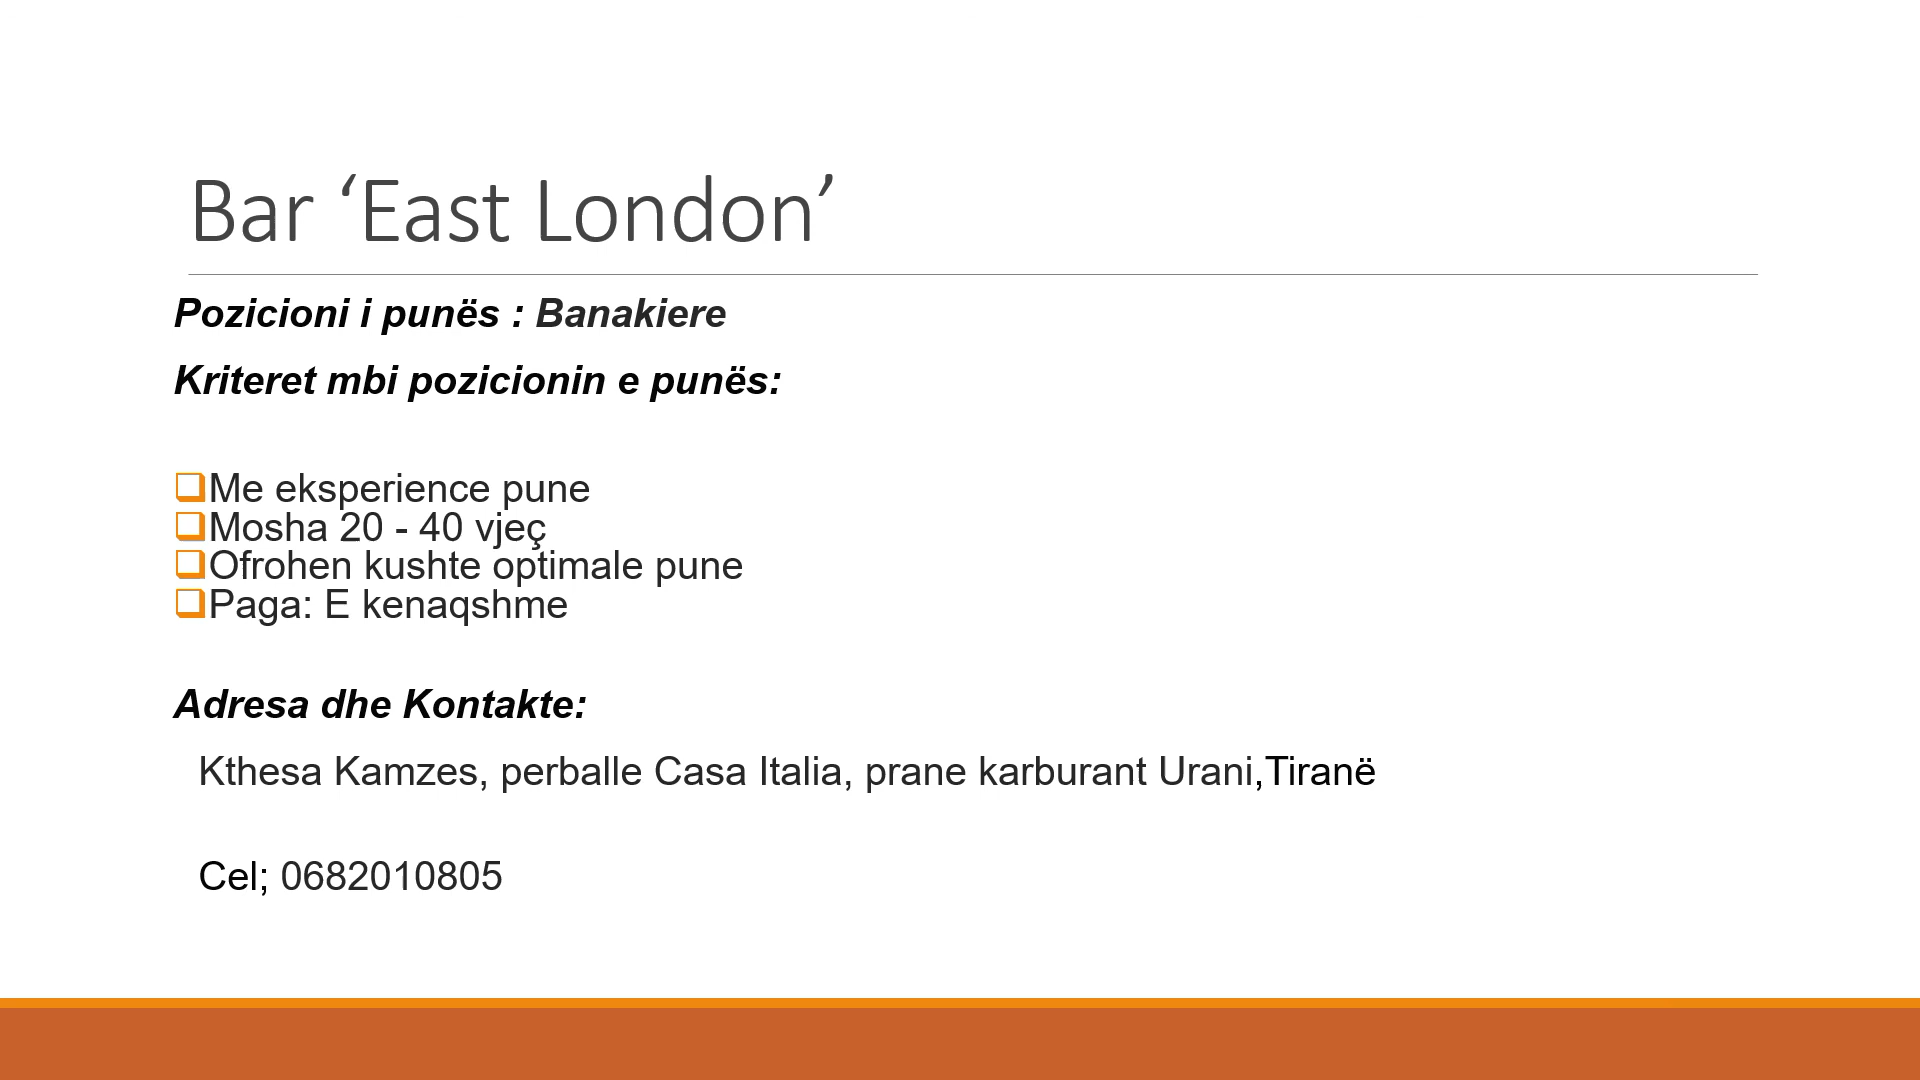 Bar ‘East London’
Pozicioni i punës : Banakiere
Kriteret mbi pozicionin e punës:
❑Me eksperience pune
❑Mosha 20 - 40 vjeç
❑Ofrohen kushte optimale pune
❑Paga: E kenaqshme
Adresa dhe Kontakte:
Kthesa Kamzes, perballe Casa Italia, prane karburant Urani,Tiranë
Cel; 0682010805